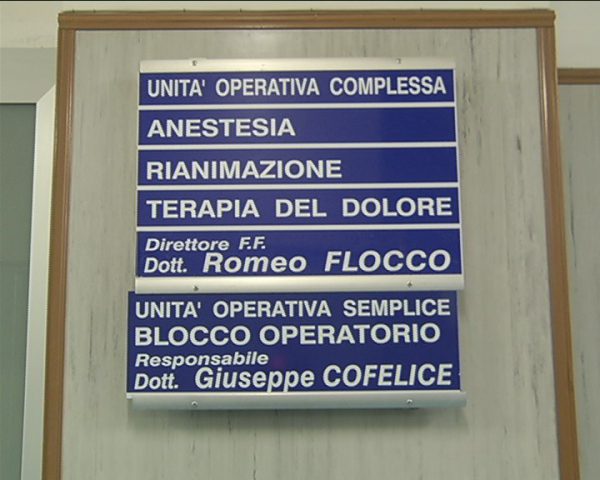 UNITA' OPERATIVA COMPLESSA
ANESTESIA
RIANIMAZIONE
TERAPIA DEL DOLORE
Direttore F.F.
Dott. Romeo FLOCCO
UNITA' OPERATIVA SEMPLICE
BLOCCO OPERATORIO
Responsabile
Dott. Giuseppe COFELICE